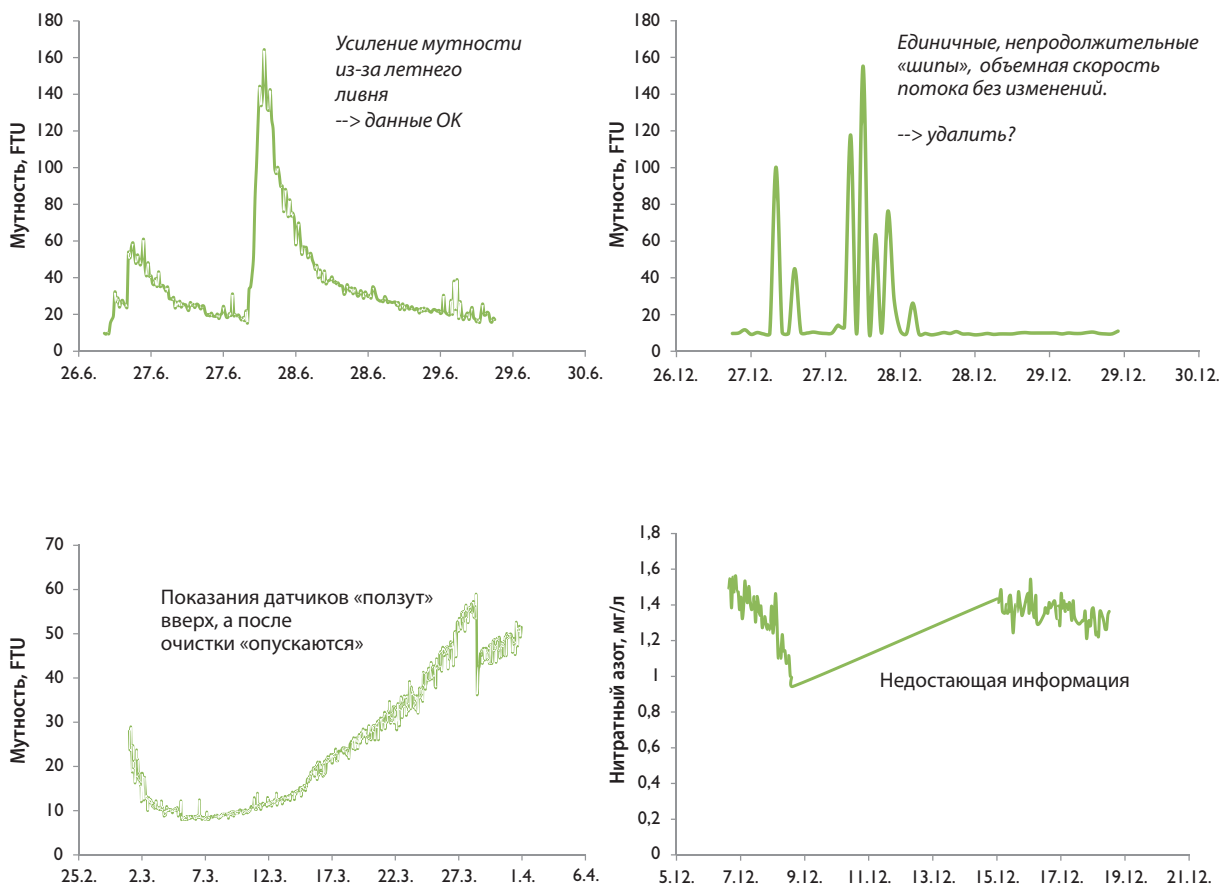 180
160
140
120
100
80
60
40
20
0
Мутность, FTU
Усиление мутности
из-за летнего
ливня
--> данные OK
26.6. 27.6. 27.6. 28.6. 28.6. 29.6. 29.6. 30.6.
180
160
140
120
100
80
60
40
20
0
Мутность, FTU
Единичные, непродолжительные
«шипы», объемная скорость
потока без изменений.
--> удалить?
26.12. 27.12. 27.12. 28.12. 28.12. 29.12. 29.12. 30.12.
70
60
50
40
30
20
10
0
Мутность, FTU
Показания датчиков «ползут»
вверх, а после
очистки «опускаются»
25.2. 2.3. 7.3. 12.3. 17.3. 22.3. 27.3. 1.4. 6.4.
1,8
1,6
1,4
1,2
1
0,8
0,6
0,4
0,2
0
Нитратный азот, мг/л
Недостающая информация
5.12. 7.12. 9.12. 11.12. 13.12. 15.12. 17.12. 19.12. 21.12.